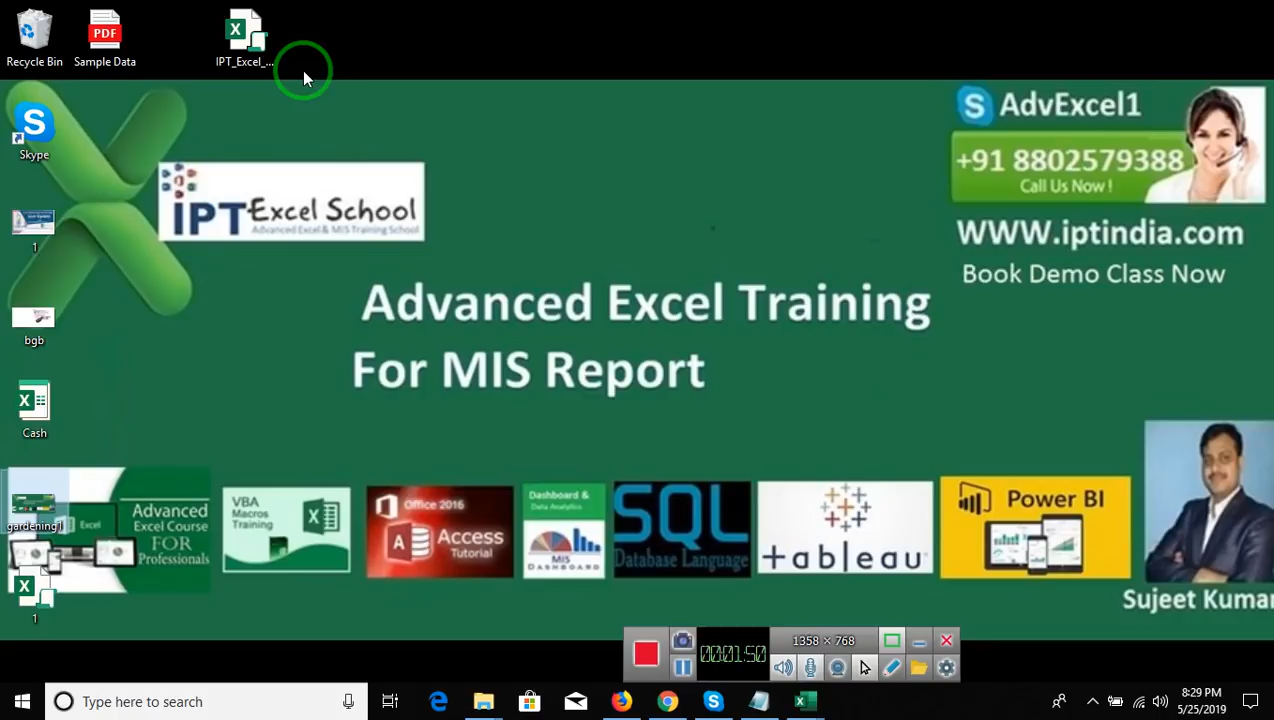 PDF
X
Recycle Bin
Sample Data
IPT_Excel_...
S
AdvExcel1
+91 8802579388
Call Us Now !
WWW.iptindia.com
Book Demo Class Now
S
Skype
IPT Excel School
Advanced Excel & MIS Training School
1
Advanced Excel Training
For MIS Report
bgb
X
Cash
gardening1
Excel
Advanced
Excel Course
FOR
Professionals
VBA
Macros
Training
X
Office 2016
A
Access
Tutorial
Dashboard &
Data Analytics
MIS
DASHBOARD
SQL
Database Language
tableau
Power BI
Sujeet Kumar
X
1
00:01:50
1358 × 768
Type here to search
8:29 PM
5/25/2019